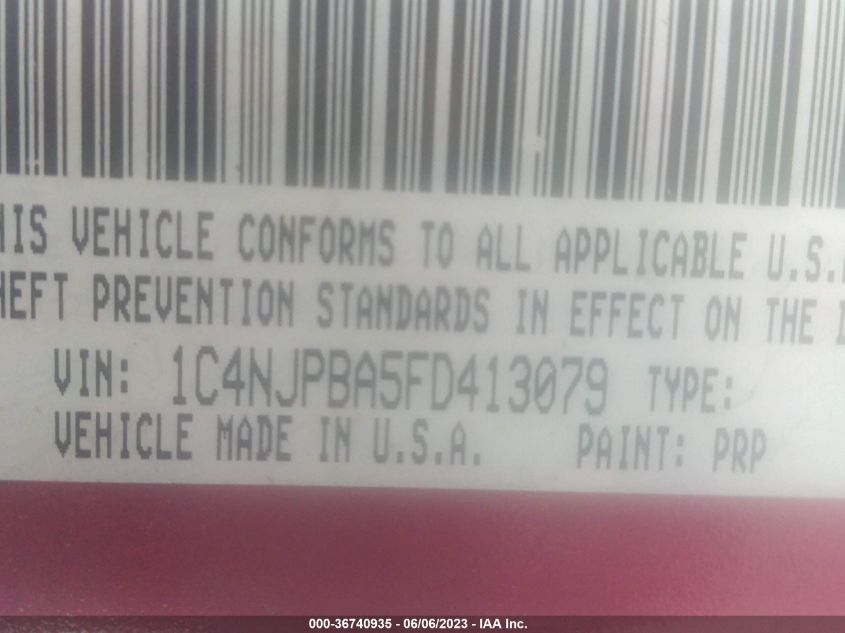 HIS VEHICLE CONFORMS TO ALL APPLICABLE U.S.
HEFT PREVENTION STANDARDS IN EFFECT ON THE D
VIN: 1C4NJPBA5FD413079 TYPE:
VEHICLE MADE IN U.S.A. PAINT: PRP
000-36740935 - 06/06/2023 - IAA Inc.